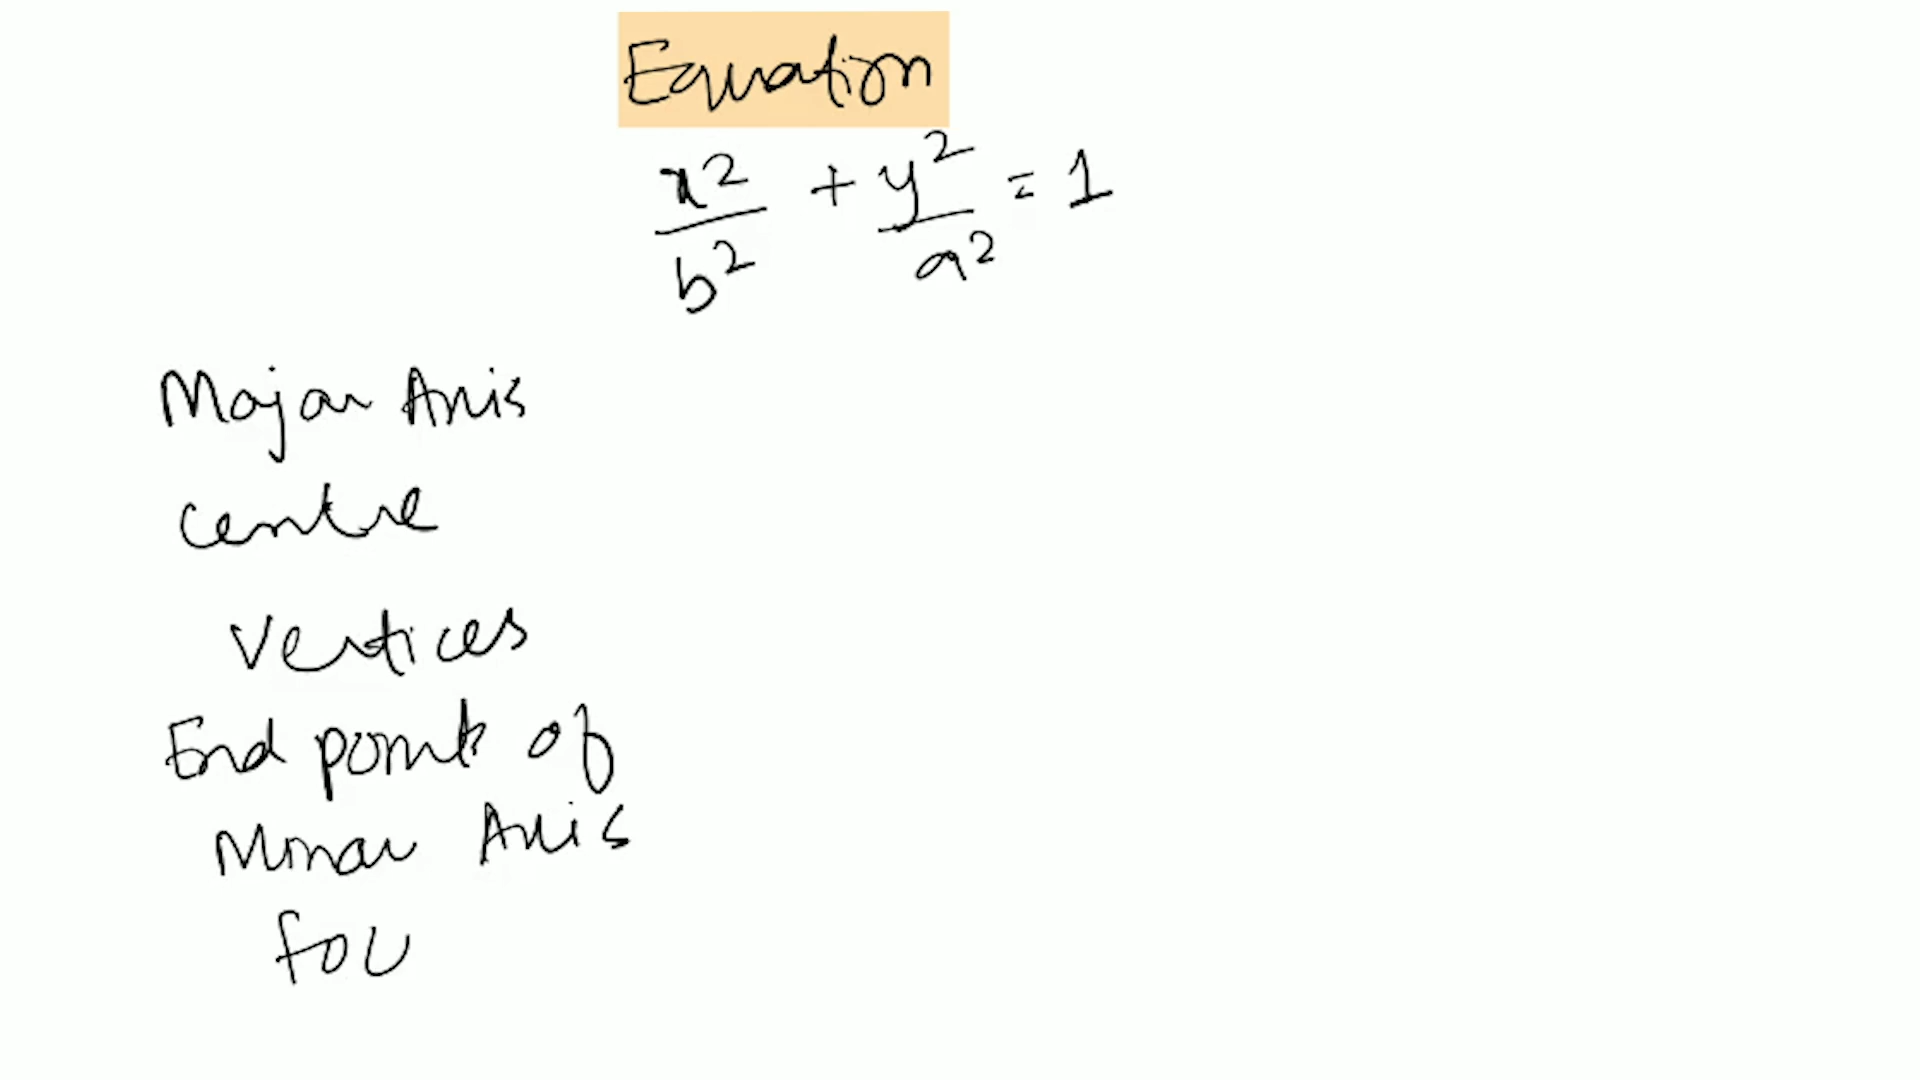 Equation
x²/b² + y²/a² = 1
Major Axis
Centre
Vertices
End points of
Minor Axis
foci